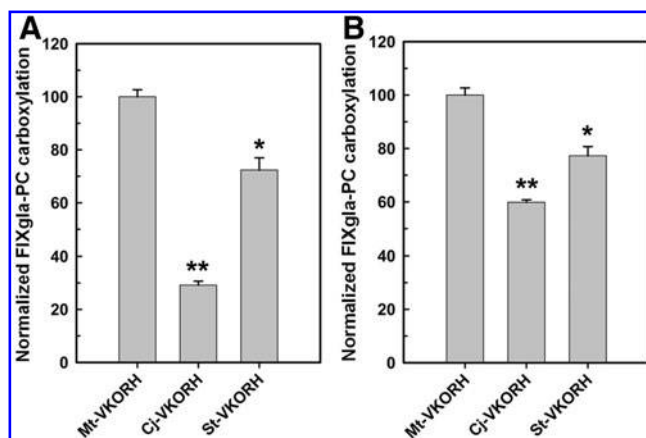 A
Normalized FIXgla-PC carboxylation
120
100
80
60
40
20
0
**
*
Mt-VKORH
Cj-VKORH
St-VKORH
B
Normalized FIXgla-PC carboxylation
120
100
80
60
40
20
0
**
*
Mt-VKORH
Cj-VKORH
St-VKORH